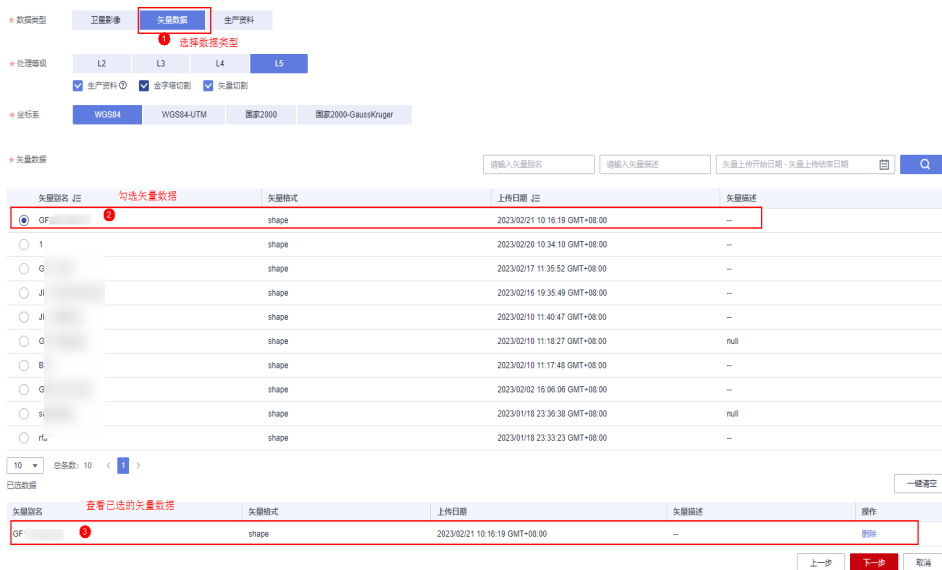 * 数据类型 卫星影像 矢量数据 生产资料
1 选择数据类型
* 处理等级 L2 L3 L4 L5
生产资料 ? 金字塔切割 矢量切割
* 坐标系 WGS84 WGS84-UTM 国家2000 国家2000-GaussKruger
* 矢量数据 请输入矢量别名 请输入矢量描述 矢量上传开始日期 - 矢量上传结束日期
矢量别名 勾选矢量数据 矢量格式 上传日期 矢量描述
GF 2 shape 2023/02/21 10:16:19 GMT+08:00 --
1 shape 2023/02/20 10:34:10 GMT+08:00 --
G shape 2023/02/17 11:35:52 GMT+08:00 --
JI shape 2023/02/16 19:35:49 GMT+08:00 --
JI shape 2023/02/10 11:40:47 GMT+08:00 --
G shape 2023/02/10 11:18:27 GMT+08:00 null
B shape 2023/02/10 11:17:48 GMT+08:00 --
G shape 2023/02/02 16:06:06 GMT+08:00 --
sa shape 2023/01/18 23:36:38 GMT+08:00 null
shape 2023/01/18 23:33:23 GMT+08:00 --
10 总条数: 10 < 1 >
已选数据 一键清空
矢量别名 查看已选的矢量数据 矢量格式 上传日期 矢量描述 操作
GF 3 shape 2023/02/21 10:16:19 GMT+08:00 -- 删除
上一步 下一步 取消